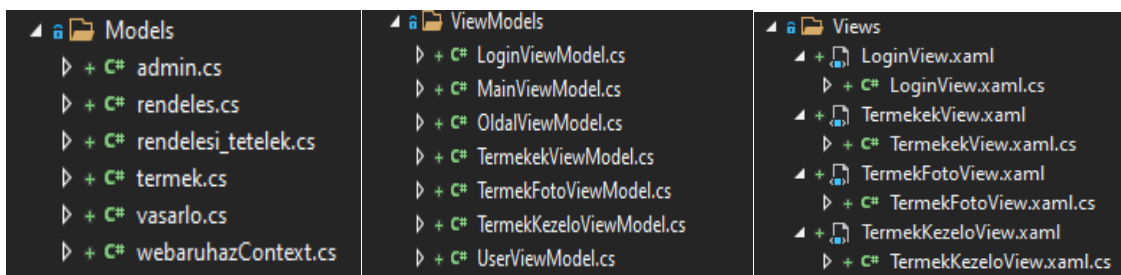 Models
+ C# admin.cs
+ C# rendeles.cs
+ C# rendelesi_tetelek.cs
+ C# termek.cs
+ C# vasarlo.cs
+ C# webaruhazContext.cs
ViewModels
+ C# LoginViewModel.cs
+ C# MainViewModel.cs
+ C# OldalViewModel.cs
+ C# TermekekViewModel.cs
+ C# TermekFotoViewModel.cs
+ C# TermekKezeloViewModel.cs
+ C# UserViewModel.cs
Views
+ LoginView.xaml
+ C# LoginView.xaml.cs
+ TermekekView.xaml
+ C# TermekekView.xaml.cs
+ TermekFotoView.xaml
+ C# TermekFotoView.xaml.cs
+ TermekKezeloView.xaml
+ C# TermekKezeloView.xaml.cs